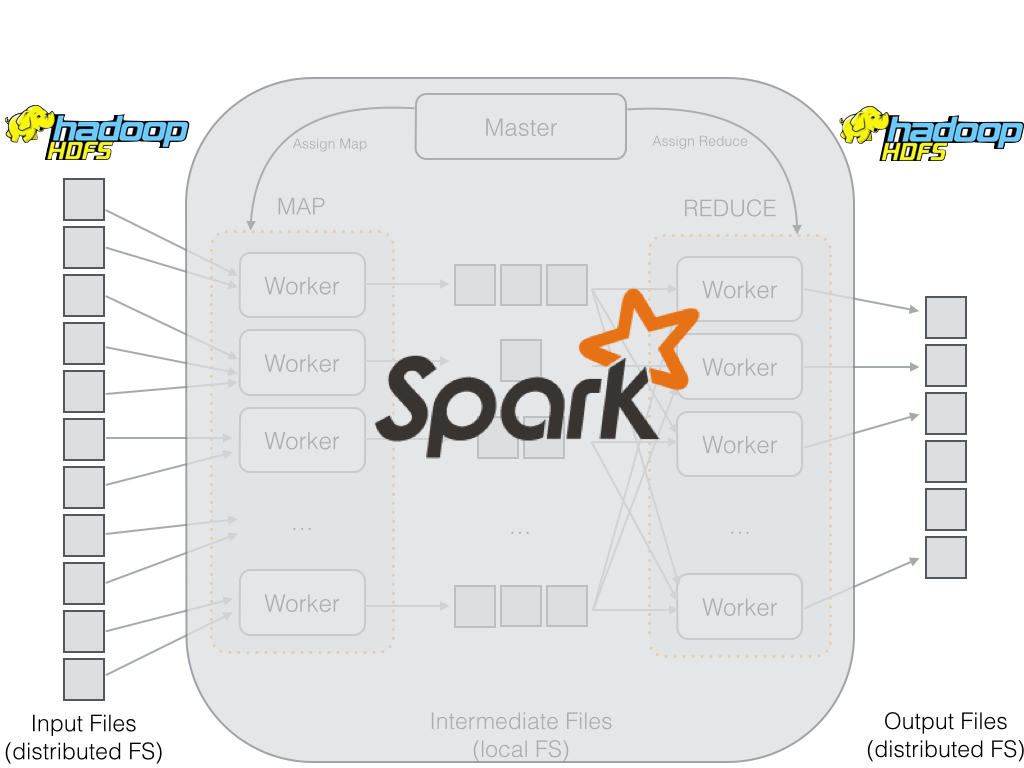 Master
hadoop
HDFS
hadoop
HDFS
Assign Map
Assign Reduce
MAP
REDUCE
Worker
Worker
Worker
...
Worker
Spark
...
Worker
Worker
Worker
...
Worker
Input Files
(distributed FS)
Intermediate Files
(local FS)
Output Files
(distributed FS)